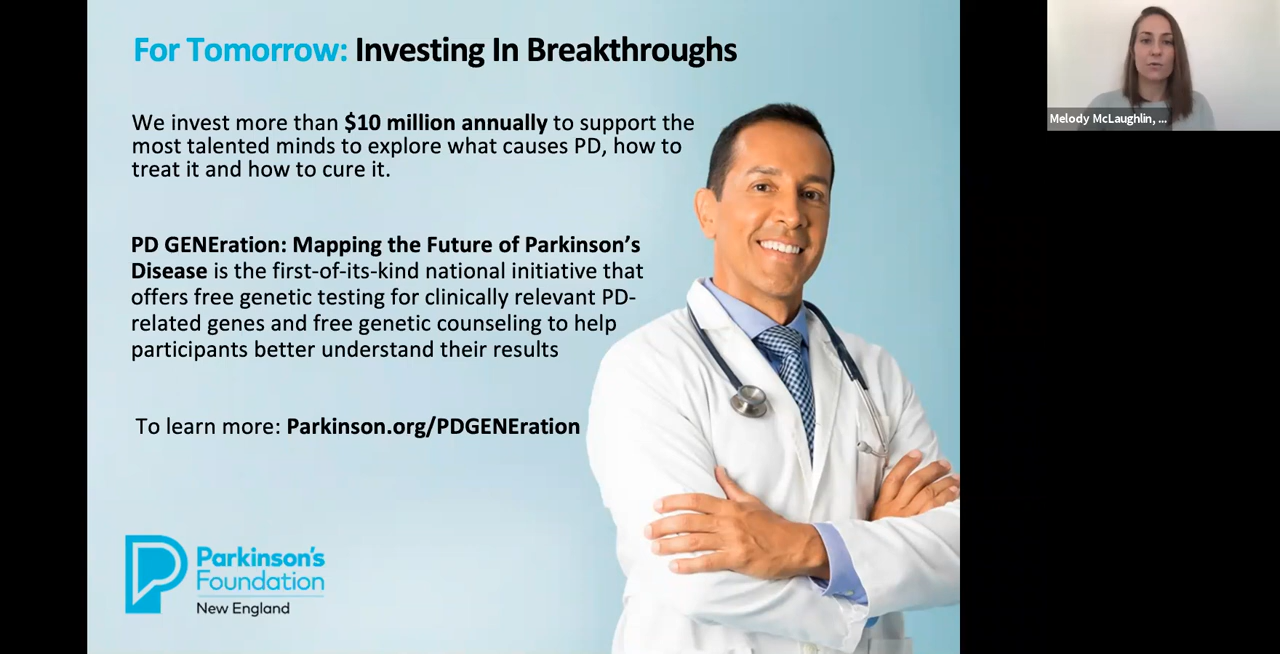 For Tomorrow: Investing In Breakthroughs
We invest more than $10 million annually to support the
most talented minds to explore what causes PD, how to
treat it and how to cure it.
PD GENEration: Mapping the Future of Parkinson’s
Disease is the first-of-its-kind national initiative that
offers free genetic testing for clinically relevant PD-
related genes and free genetic counseling to help
participants better understand their results
To learn more: Parkinson.org/PDGENEration
Parkinson's
Foundation
New England
Melody McLaughlin, ...